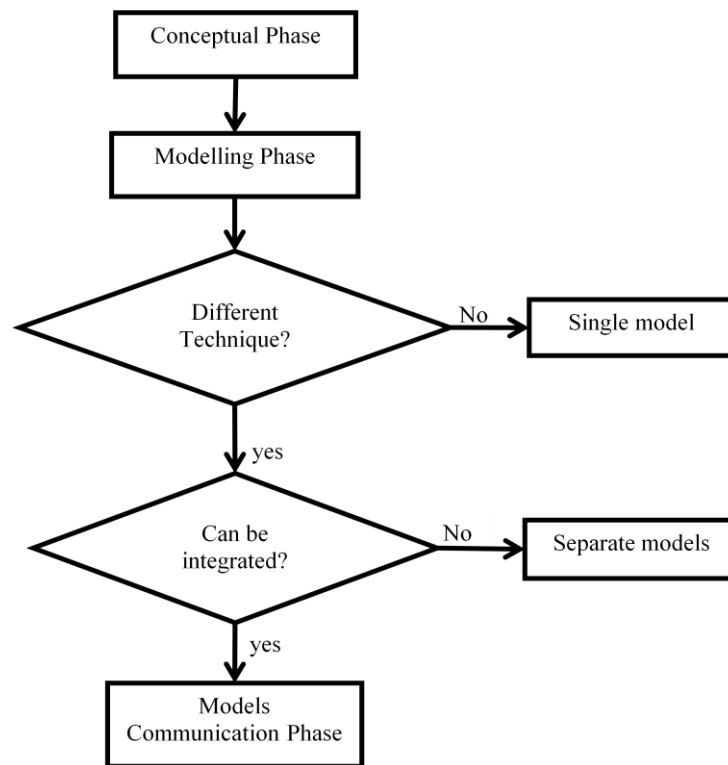 Conceptual Phase
Modelling Phase
Different
Technique?
No
Single model
yes
Can be
integrated?
No
Separate models
yes
Models
Communication Phase